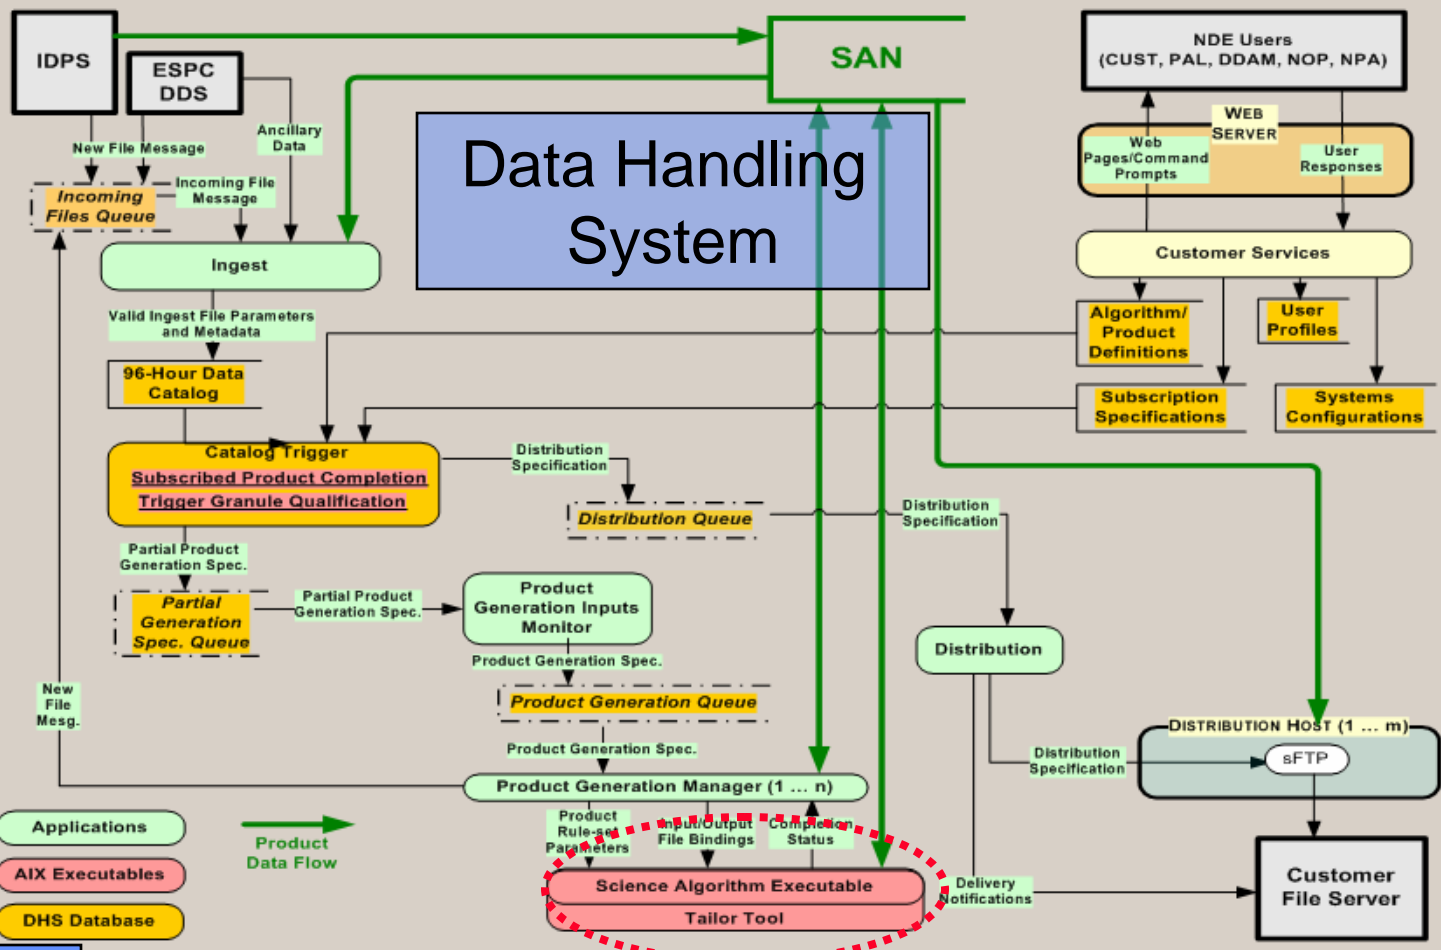 IDPS
ESPC
DDS
SAN
NDE Users
(CUST, PAL, DDAM, NOP, NPA)
WEB
SERVER
Web
Pages/Command
Prompts
User
Responses
Data Handling
System
New File Message
Ancillary
Data
Incoming File
Message
Incoming
Files Queue
Ingest
Customer Services
Valid Ingest File Parameters
and Metadata
Algorithm/
Product
Definitions
User
Profiles
96-Hour Data
Catalog
Subscription
Specifications
Systems
Configurations
Catalog Trigger
Subscribed Product Completion
Trigger Granule Qualification
Distribution
Specification
Distribution Queue
Distribution
Specification
Partial Product
Generation Spec.
Partial
Generation
Spec. Queue
Partial Product
Generation Spec.
Product
Generation Inputs
Monitor
Distribution
Product Generation Spec.
New
File
Mesg.
Product Generation Queue
DISTRIBUTION HOST (1 ... m)
Product Generation Spec.
Distribution
Specification
sFTP
Product Generation Manager (1 ... n)
Applications
Product
Data Flow
Product
Rule-set
Parameters
Input/Output
File Bindings
Completion
Status
AIX Executables
Science Algorithm Executable
Tailor Tool
Delivery
Notifications
Customer
File Server
DHS Database